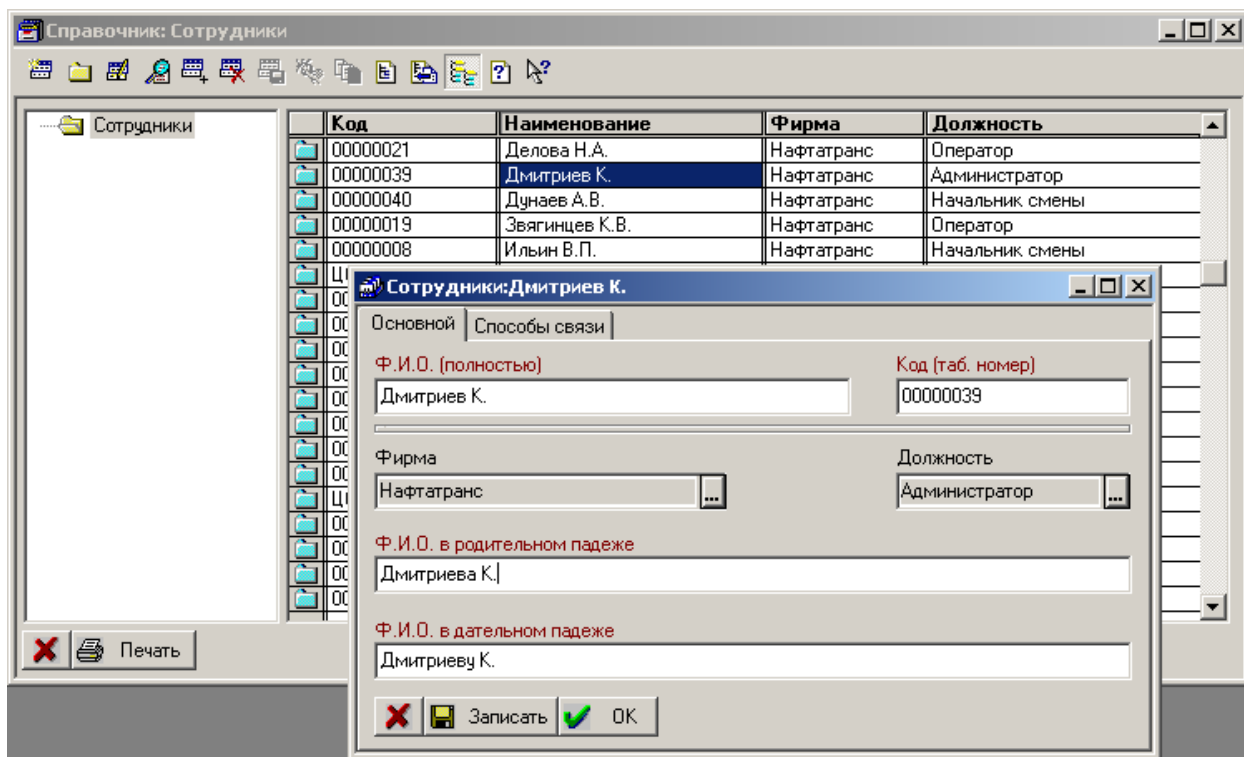 Справочник: Сотрудники
Сотрудники
Код Наименование Фирма Должность
00000021 Делова Н.А. Нафтатранс Оператор
00000039 Дмитриев К. Нафтатранс Администратор
00000040 Дунаев А.В. Нафтатранс Начальник смены
00000019 Звягинцев К.В. Нафтатранс Оператор
00000008 Ильин В.П. Нафтатранс Начальник смены
Сотрудники:Дмитриев К.
Основной Способы связи
Ф.И.О. (полностью) Код (таб. номер)
Дмитриев К. 00000039
Фирма Должность
Нафтатранс ... Администратор ...
Ф.И.О. в родительном падеже
Дмитриева К.
Ф.И.О. в дательном падеже
Дмитриеву К.
Печать
Записать OK